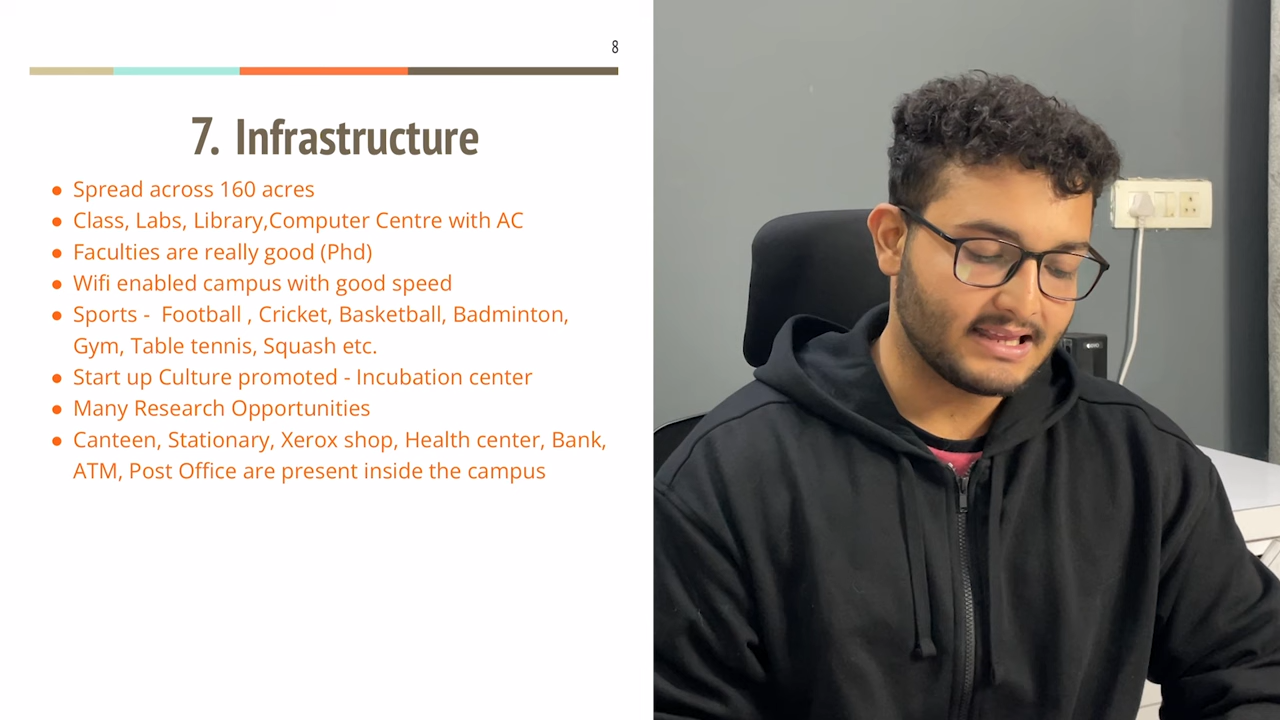 8
7. Infrastructure
● Spread across 160 acres
● Class, Labs, Library,Computer Centre with AC
● Faculties are really good (Phd)
● Wifi enabled campus with good speed
● Sports - Football , Cricket, Basketball, Badminton,
Gym, Table tennis, Squash etc.
● Start up Culture promoted - Incubation center
● Many Research Opportunities
● Canteen, Stationary, Xerox shop, Health center, Bank,
ATM, Post Office are present inside the campus